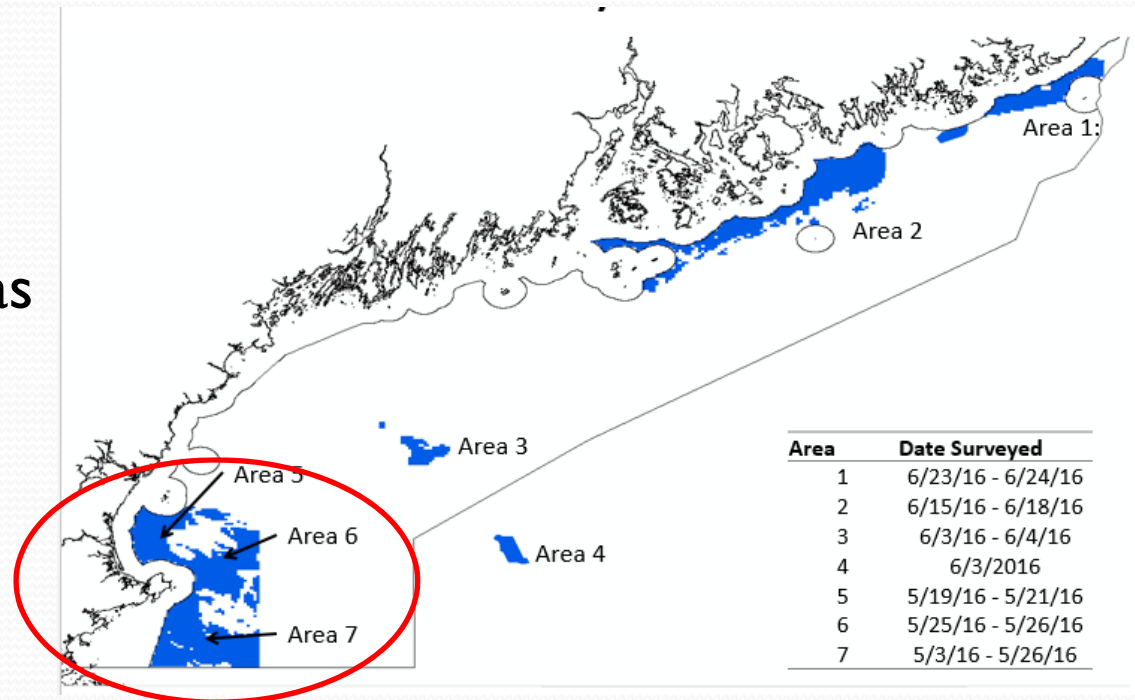 Area 1:
Area 2
as
Area 3
Area 5
Area 6
Area 4
Area 7
Area Date Surveyed
1 6/23/16 - 6/24/16
2 6/15/16 - 6/18/16
3 6/3/16 - 6/4/16
4 6/3/2016
5 5/19/16 - 5/21/16
6 5/25/16 - 5/26/16
7 5/3/16 - 5/26/16